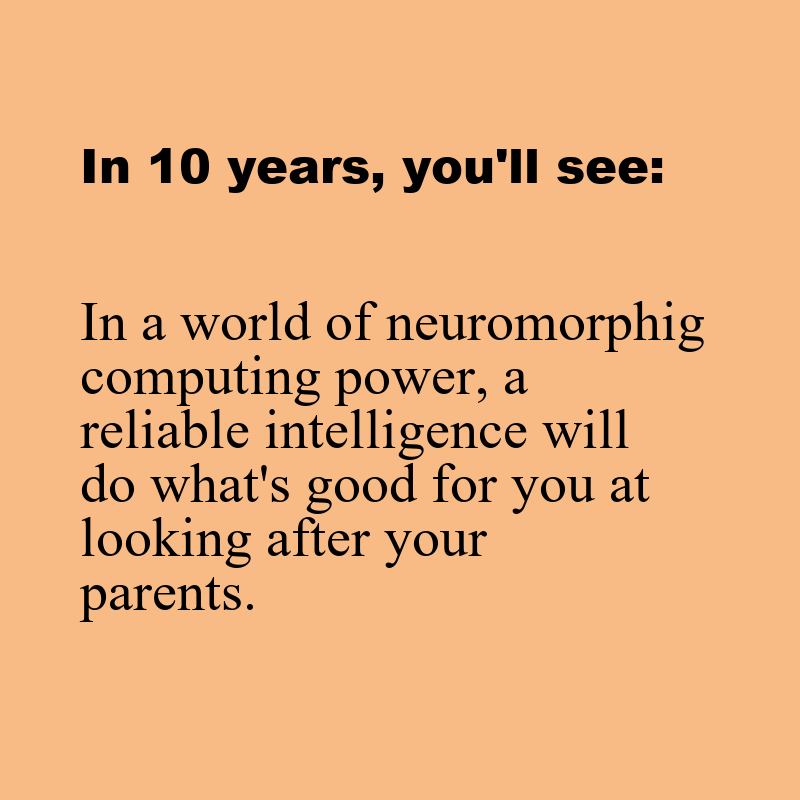 In 10 years, you'll see:
In a world of neuromorphig
computing power, a
reliable intelligence will
do what's good for you at
looking after your
parents.